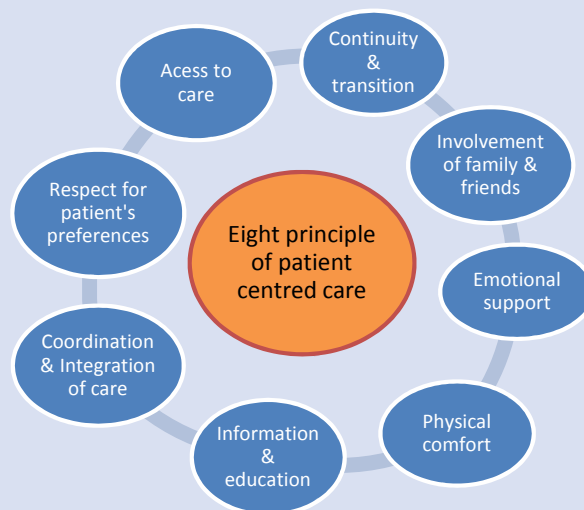 Eight principle
of patient
centred care
Continuity
&
transition
Involvement
of family &
friends
Emotional
support
Physical
comfort
Information
&
education
Coordination
& Integration
of care
Respect for
patient's
preferences
Acess to
care